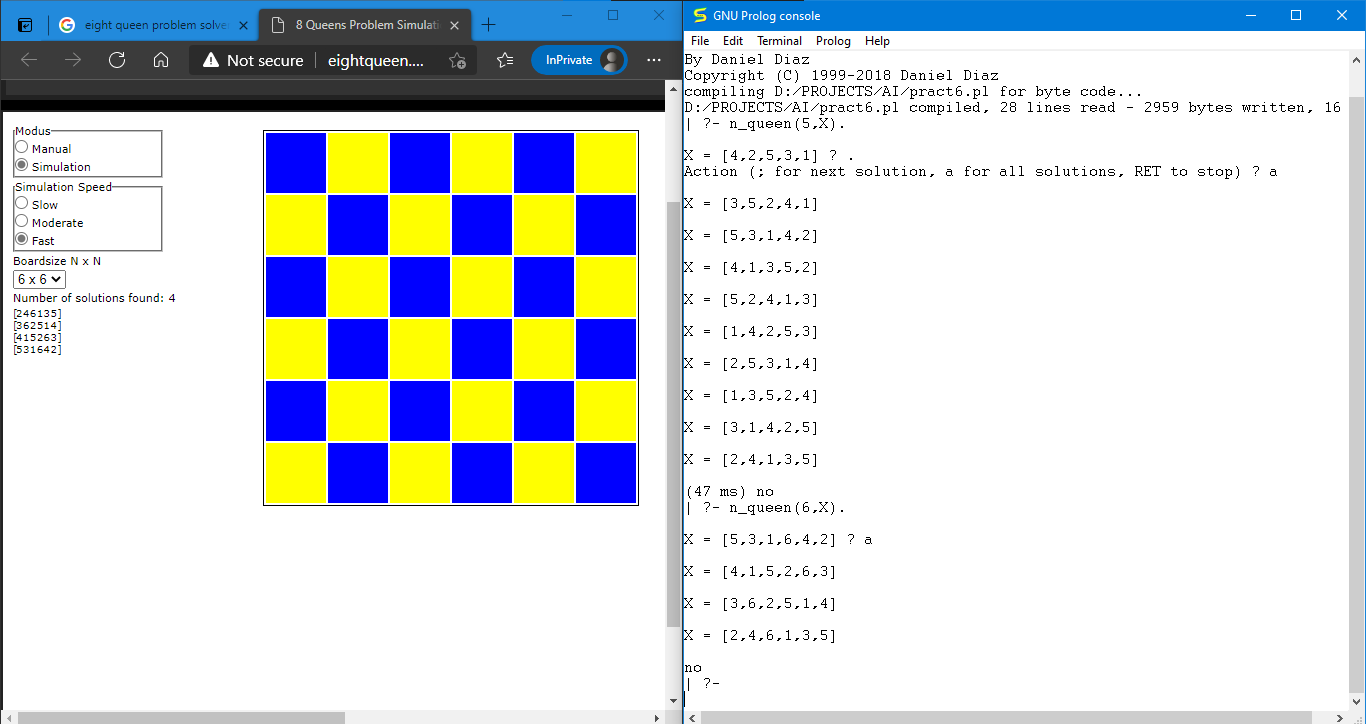 eight queen problem solver
8 Queens Problem Simulati
Not secure
eightqueen....
InPrivate
Modus
Manual
Simulation
Simulation Speed
Slow
Moderate
Fast
Boardsize N x N
6 x 6
Number of solutions found: 4
[246135]
[362514]
[415263]
[531642]
GNU Prolog console
File Edit Terminal Prolog Help
By Daniel Diaz
Copyright (C) 1999-2018 Daniel Diaz
compiling D:/PROJECTS/AI/pract6.pl for byte code...
D:/PROJECTS/AI/pract6.pl compiled, 28 lines read - 2959 bytes written, 16
| ?- n_queen(5,X).
X = [4,2,5,3,1] ? .
Action (; for next solution, a for all solutions, RET to stop) ? a
X = [3,5,2,4,1]
X = [5,3,1,4,2]
X = [4,1,3,5,2]
X = [5,2,4,1,3]
X = [1,4,2,5,3]
X = [2,5,3,1,4]
X = [1,3,5,2,4]
X = [3,1,4,2,5]
X = [2,4,1,3,5]
(47 ms) no
| ?- n_queen(6,X).
X = [5,3,1,6,4,2] ? a
X = [4,1,5,2,6,3]
X = [3,6,2,5,1,4]
X = [2,4,6,1,3,5]
no
| ?-